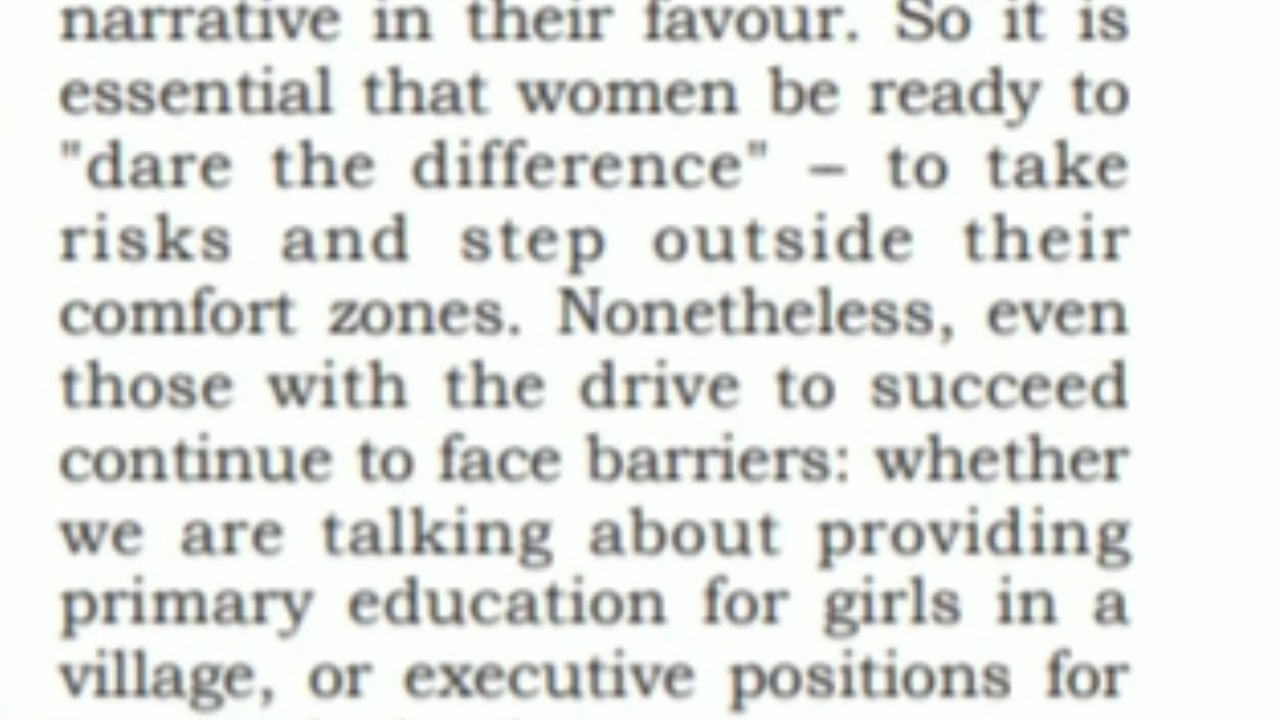 narrative in their favour. So it is
essential that women be ready to
"dare the difference" – to take
risks and step outside their
comfort zones. Nonetheless, even
those with the drive to succeed
continue to face barriers: whether
we are talking about providing
primary education for girls in a
village, or executive positions for